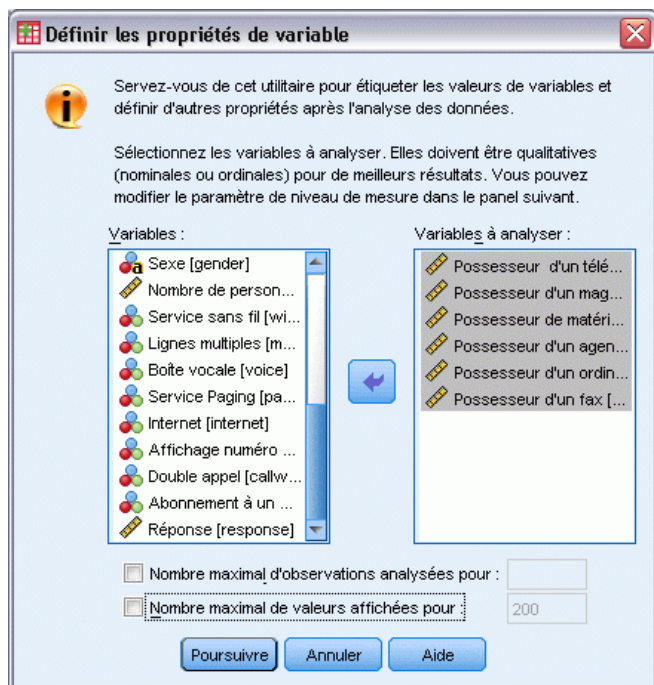 Définir les propriétés de variable
Servez-vous de cet utilitaire pour étiqueter les valeurs de variables et
définir d'autres propriétés après l'analyse des données.
Sélectionnez les variables à analyser. Elles doivent être qualitatives
(nominales ou ordinales) pour de meilleurs résultats. Vous pouvez
modifier le paramètre de niveau de mesure dans le panel suivant.
Variables :
Sexe [gender]
Nombre de person...
Service sans fil [wi...
Lignes multiples [m...
Boîte vocale [voice]
Service Paging [pa...
Internet [internet]
Affichage numéro ...
Double appel [callw...
Abonnement à un ...
Réponse [response]
Variables à analyser :
Possesseur d'un télé...
Possesseur d'un mag...
Possesseur de matéri...
Possesseur d'un agen...
Possesseur d'un ordin...
Possesseur d'un fax [...
Nombre maximal d'observations analysées pour :
Nombre maximal de valeurs affichées pour :
200
Poursuivre
Annuler
Aide